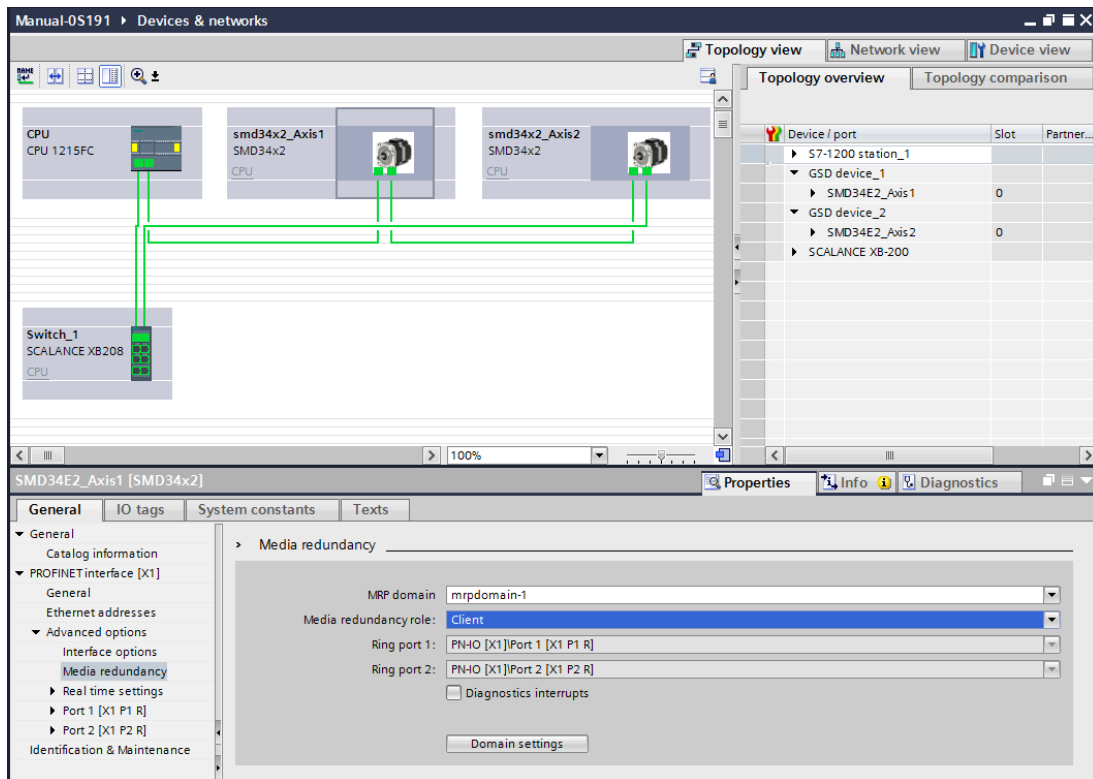 Manual-0S191 ▸ Devices & networks
Topology view
Network view
Device view
NAME
Topology overview
Topology comparison
CPU
CPU 1215FC
smd34x2_Axis1
SMD34x2
CPU
smd34x2_Axis2
SMD34x2
CPU
Switch_1
SCALANCE XB208
CPU
Device / port Slot Partner...
S7-1200 station_1
GSD device_1
SMD34E2_Axis1 0
GSD device_2
SMD34E2_Axis2 0
SCALANCE XB-200
100%
SMD34E2_Axis1 [SMD34x2]
Properties
Info
Diagnostics
General
IO tags
System constants
Texts
General
Catalog information
PROFINET interface [X1]
General
Ethernet addresses
Advanced options
Interface options
Media redundancy
Real time settings
Port 1 [X1 P1 R]
Port 2 [X1 P2 R]
Identification & Maintenance
Media redundancy
MRP domain mrpdomain-1
Media redundancy role: Client
Ring port 1: PN-IO [X1]\Port 1 [X1 P1 R]
Ring port 2: PN-IO [X1]\Port 2 [X1 P2 R]
Diagnostics interrupts
Domain settings